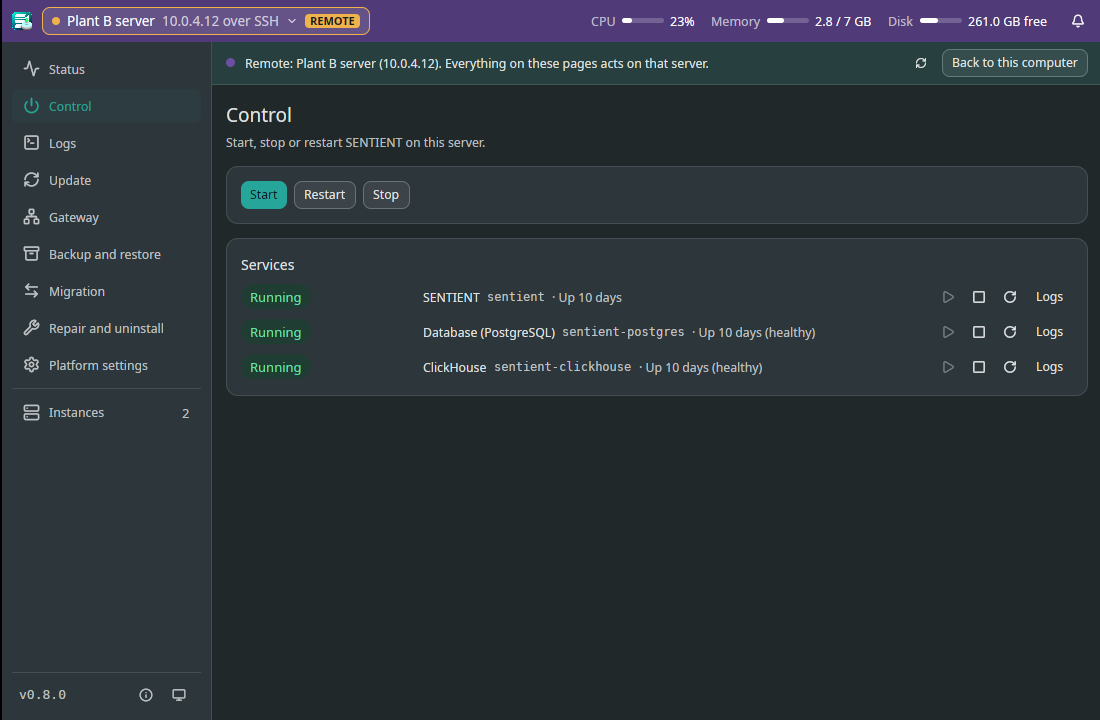 Plant B server 10.0.4.12 over SSH REMOTE CPU 23% Memory 2.8 / 7 GB Disk 261.0 GB free
Remote: Plant B server (10.0.4.12). Everything on these pages acts on that server. Back to this computer
Status
Control
Logs
Update
Gateway
Backup and restore
Migration
Repair and uninstall
Platform settings
Instances 2
v0.8.0
Control
Start, stop or restart SENTIENT on this server.
Start Restart Stop
Services
Running SENTIENT sentient · Up 10 days Logs
Running Database (PostgreSQL) sentient-postgres · Up 10 days (healthy) Logs
Running ClickHouse sentient-clickhouse · Up 10 days (healthy) Logs